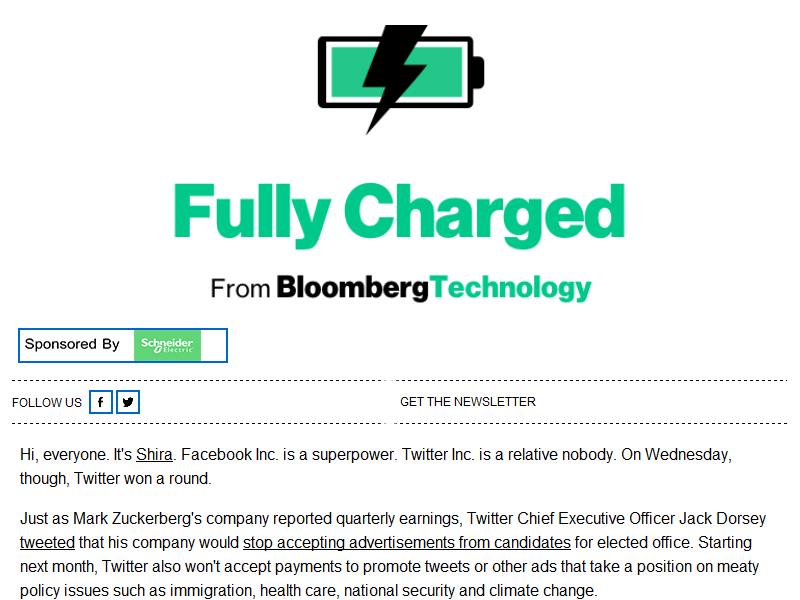 Fully Charged
From BloombergTechnology
Sponsored By Schneider Electric
FOLLOW US
GET THE NEWSLETTER
Hi, everyone. It's Shira. Facebook Inc. is a superpower. Twitter Inc. is a relative nobody. On Wednesday,
though, Twitter won a round.
Just as Mark Zuckerberg's company reported quarterly earnings, Twitter Chief Executive Officer Jack Dorsey
tweeted that his company would stop accepting advertisements from candidates for elected office. Starting
next month, Twitter also won't accept payments to promote tweets or other ads that take a position on meaty
policy issues such as immigration, health care, national security and climate change.